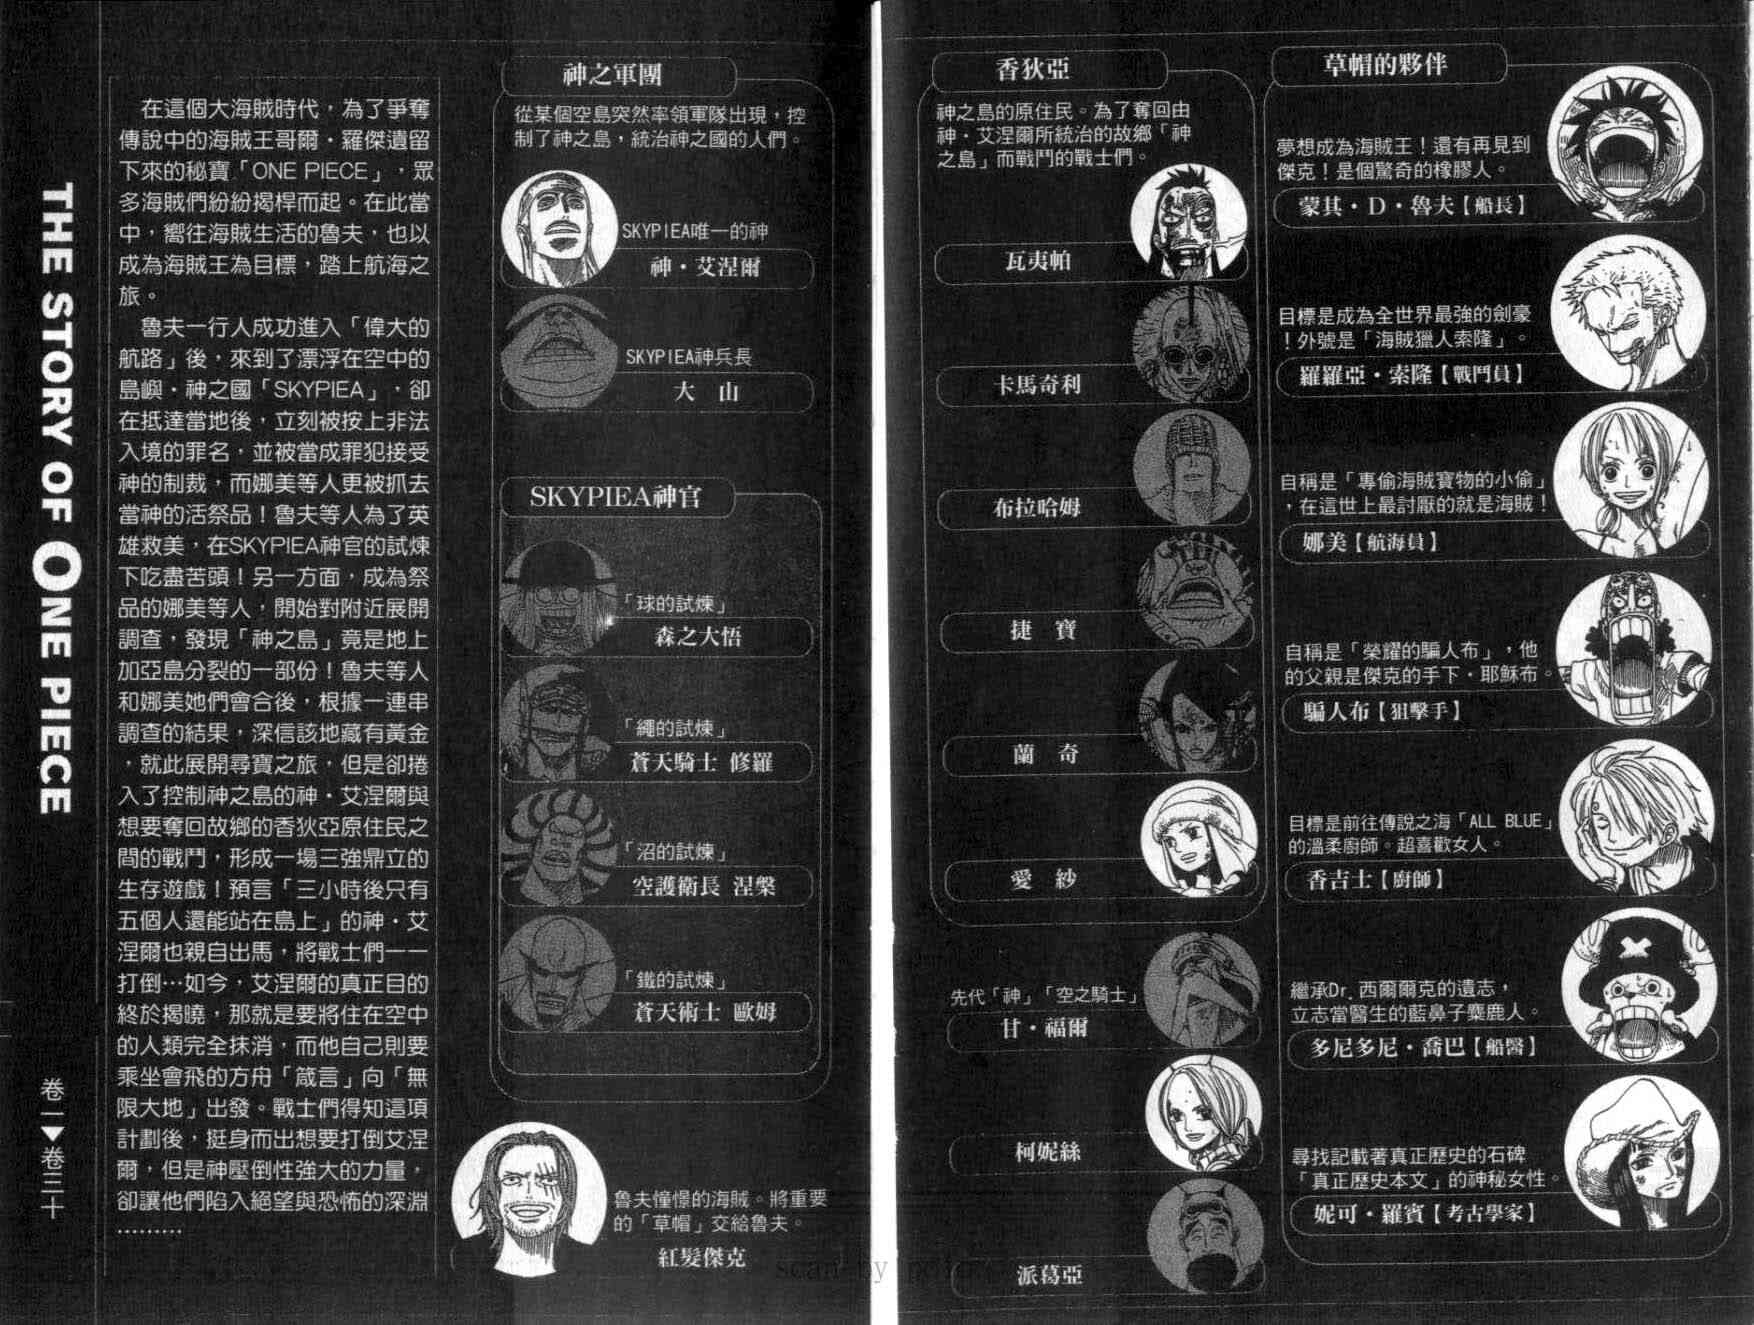 草帽的夥伴
夢想成為海賊王！還有再見到
傑克！是個驚奇的橡膠人。
蒙其・D・魯夫【船長】
目標是成為全世界最強的劍豪
！外號是「海賊獵人索隆」。
羅羅亞・索隆【戰鬥員】
自稱是「專偷海賊寶物的小偷」
，在這世上最討厭的就是海賊！
娜美【航海員】
自稱是「榮耀的騙人布」，他
的父親是傑克的手下・耶穌布。
騙人布【狙擊手】
目標是前往傳說之海「ALL BLUE」
的溫柔廚師。超喜歡女人。
香吉士【廚師】
繼承Dr.西爾爾克的遺志，
立志當醫生的藍鼻子麋鹿人。
多尼多尼・喬巴【船醫】
尋找記載著真正歷史的石碑
「真正歷史本文」的神秘女性。
妮可・羅賓【考古學家】
香狄亞
神之島的原住民。為了奪回由
神・艾涅爾所統治的故鄉「神
之島」而戰鬥的戰士們。
瓦夷帕
卡馬奇利
布拉哈姆
捷　寶
蘭　奇
愛　紗
先代「神」「空之騎士」
甘・福爾
柯妮絲
派葛亞
神之軍團
從某個空島突然率領軍隊出現，控
制了神之島，統治神之國的人們。
SKYPIEA唯一的神
神・艾涅爾
SKYPIEA神兵長
大　山
SKYPIEA神官
「球的試煉」
森之大悟
「繩的試煉」
蒼天騎士 修羅
「沼的試煉」
空護衛長 涅槃
「鐵的試煉」
蒼天術士 歐姆
魯夫憧憬的海賊。將重要
的「草帽」交給魯夫。
紅髮傑克
在這個大海賊時代，為了爭奪
傳說中的海賊王哥爾・羅傑遺留
下來的秘寶「ONE PIECE」，眾
多海賊們紛紛揭桿而起。在此當
中，嚮往海賊生活的魯夫，也以
成為海賊王為目標，踏上航海之
旅。
魯夫一行人成功進入「偉大的
航路」後，來到了漂浮在空中的
島嶼・神之國「SKYPIEA」，卻
在抵達當地後，立刻被按上非法
入境的罪名，並被當成罪犯接受
神的制裁，而娜美等人更被抓去
當神的活祭品！魯夫等人為了英
雄救美，在SKYPIEA神官的試煉
下吃盡苦頭！另一方面，成為祭
品的娜美等人，開始對附近展開
調查，發現「神之島」竟是地上
加亞島分裂的一部份！魯夫等人
和娜美她們會合後，根據一連串
調查的結果，深信該地藏有黃金
，就此展開尋寶之旅，但是卻捲
入了控制神之島的神・艾涅爾與
想要奪回故鄉的香狄亞原住民之
間的戰鬥，形成一場三強鼎立的
生存遊戲！預言「三小時後只有
五個人還能站在島上」的神・艾
涅爾也親自出馬，將戰士們一一
打倒…如今，艾涅爾的真正目的
終於揭曉，那就是要將住在空中
的人類完全抹消，而他自己則要
乘坐會飛的方舟「箴言」向「無
限大地」出發。戰士們得知這項
計劃後，挺身而出想要打倒艾涅
爾，但是神壓倒性強大的力量，
卻讓他們陷入絕望與恐怖的深淵
………
THE STORY OF ONE PIECE
卷一▶卷三十
scan by